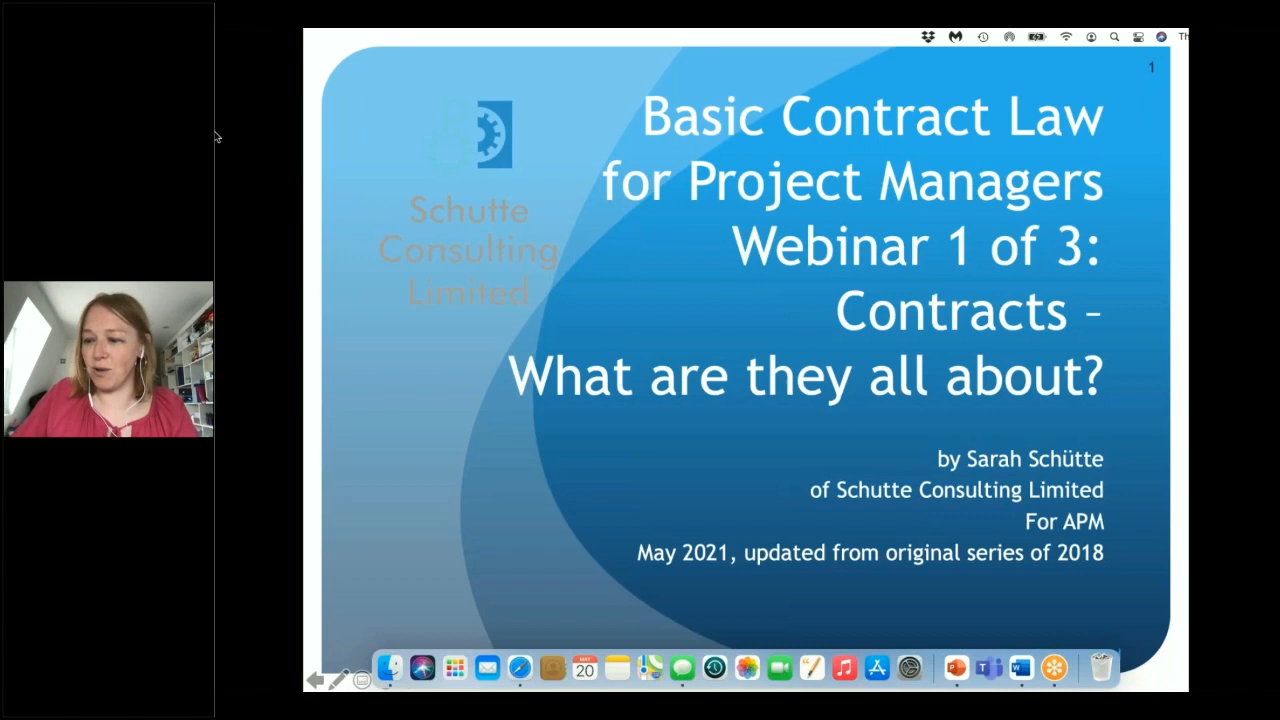 Th
1
Schutte
Consulting
Limited
Basic Contract Law
for Project Managers
Webinar 1 of 3:
Contracts –
What are they all about?
by Sarah Schütte
of Schutte Consulting Limited
For APM
May 2021, updated from original series of 2018
MAY
20